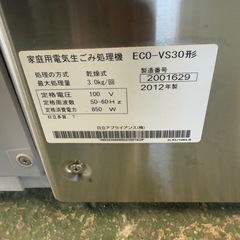 家庭用電気生ごみ処理機 ECO-VS30形
処理の方式 乾燥式
最大処理量 3.0kg/回
定格電圧 100 V
定格周波数 50-60Hz
定格消費電力 850 W
製造番号
2001629
2012年製
日立アプライアンス(株)